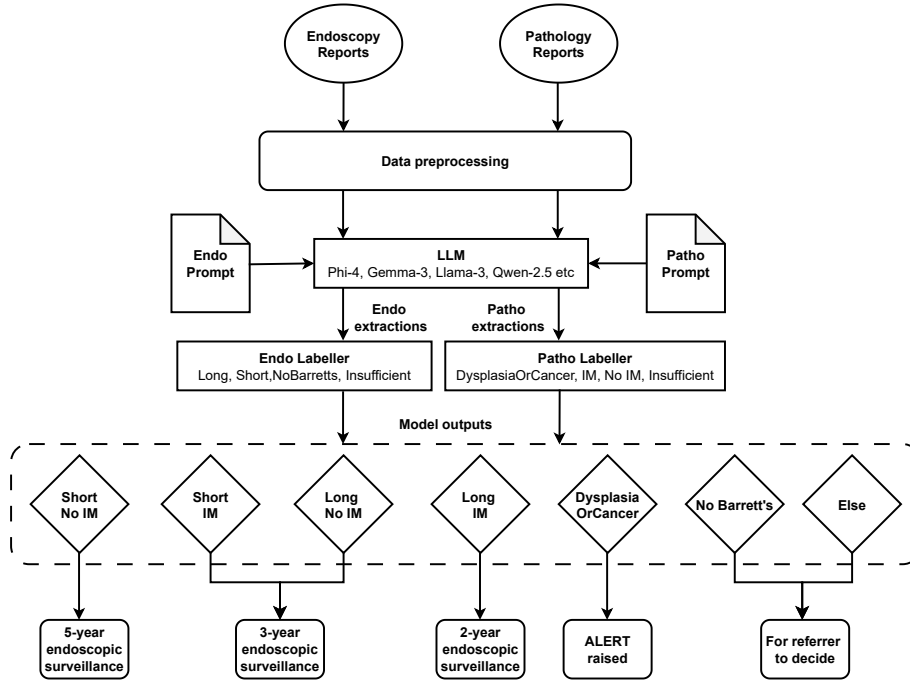 Endoscopy
Reports
Pathology
Reports
Data preprocessing
Endo
Prompt
LLM
Phi-4, Gemma-3, Llama-3, Qwen-2.5 etc
Patho
Prompt
Endo
extractions
Patho
extractions
Endo Labeller
Long, Short,NoBarretts, Insufficient
Patho Labeller
DysplasiaOrCancer, IM, No IM, Insufficient
Model outputs
Short
No IM
Short
IM
Long
No IM
Long
IM
Dysplasia
OrCancer
No Barrett's
Else
5-year
endoscopic
surveillance
3-year
endoscopic
surveillance
2-year
endoscopic
surveillance
ALERT
raised
For referrer
to decide